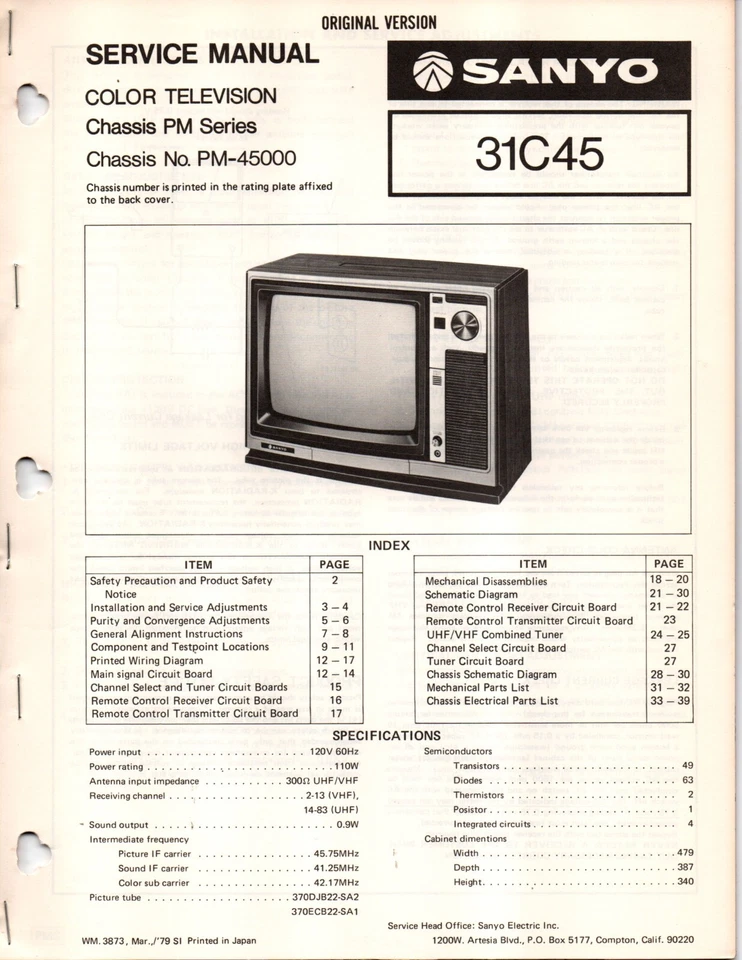 ORIGINAL VERSION
SERVICE MANUAL
COLOR TELEVISION
Chassis PM Series
Chassis No. PM-45000
Chassis number is printed in the rating plate affixed
to the back cover.
SANYO
31C45
SANYO
INDEX
ITEM PAGE
Safety Precaution and Product Safety 2
Notice
Installation and Service Adjustments 3 – 4
Purity and Convergence Adjustments 5 – 6
General Alignment Instructions 7 – 8
Component and Testpoint Locations 9 – 11
Printed Wiring Diagram 12 – 17
Main signal Circuit Board 12 – 14
Channel Select and Tuner Circuit Boards 15
Remote Control Receiver Circuit Board 16
Remote Control Transmitter Circuit Board 17
ITEM PAGE
Mechanical Disassemblies 18 – 20
Schematic Diagram 21 – 30
Remote Control Receiver Circuit Board 21 – 22
Remote Control Transmitter Circuit Board 23
UHF/VHF Combined Tuner 24 – 25
Channel Select Circuit Board 27
Tuner Circuit Board 27
Chassis Schematic Diagram 28 – 30
Mechanical Parts List 31 – 32
Chassis Electrical Parts List 33 – 39
SPECIFICATIONS
Power input . . . . . . . . . . . . . . . . . . . . . . 120V 60Hz
Power rating . . . . . . . . . . . . . . . . . . . . . . . . . 110W
Antenna input impedance . . . . . . . . . . . 300Ω UHF/VHF
Receiving channel . . . . . . . . . . . . . . . . . . . 2-13 (VHF),
14-83 (UHF)
Sound output . . . . . . . . . . . . . . . . . . . . . . . . 0.9W
Intermediate frequency
Picture IF carrier . . . . . . . . . . . . . . . . 45.75MHz
Sound IF carrier . . . . . . . . . . . . . . . . 41.25MHz
Color sub carrier . . . . . . . . . . . . . . . . 42.17MHz
Picture tube . . . . . . . . . . . . . . . . . . . . 370DJB22-SA2
370ECB22-SA1
Semiconductors
Transistors . . . . . . . . . . . . . . . . . . . . . . . . 49
Diodes . . . . . . . . . . . . . . . . . . . . . . . . . . 63
Thermistors . . . . . . . . . . . . . . . . . . . . . . . 2
Posistor . . . . . . . . . . . . . . . . . . . . . . . . . . 1
Integrated circuits . . . . . . . . . . . . . . . . . . . . 4
Cabinet dimentions
Width . . . . . . . . . . . . . . . . . . . . . . . . . . 479
Depth . . . . . . . . . . . . . . . . . . . . . . . . . . 387
Height . . . . . . . . . . . . . . . . . . . . . . . . . . 340
Service Head Office: Sanyo Electric Inc.
WM. 3873, Mar.,/'79 SI Printed in Japan
1200W. Artesia Blvd., P.O. Box 5177, Compton, Calif. 90220